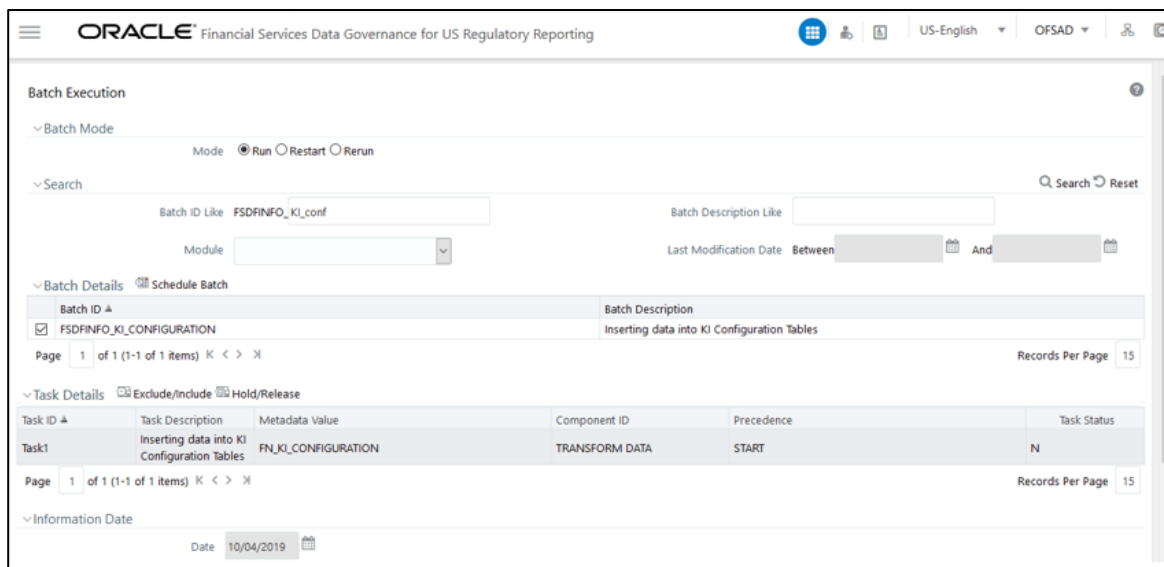 ORACLE® Financial Services Data Governance for US Regulatory Reporting US-English OFSAD
Batch Execution
Batch Mode
Mode Run Restart Rerun
Search Search Reset
Batch ID Like FSDFINFO_ KI_conf Batch Description Like
Module Last Modification Date Between And
Batch Details Schedule Batch
Batch ID Batch Description
FSDFINFO_KI_CONFIGURATION Inserting data into KI Configuration Tables
Page 1 of 1 (1-1 of 1 items) Records Per Page 15
Task Details Exclude/Include Hold/Release
Task ID Task Description Metadata Value Component ID Precedence Task Status
Task1 Inserting data into KI Configuration Tables FN_KI_CONFIGURATION TRANSFORM DATA START N
Page 1 of 1 (1-1 of 1 items) Records Per Page 15
Information Date
Date 10/04/2019